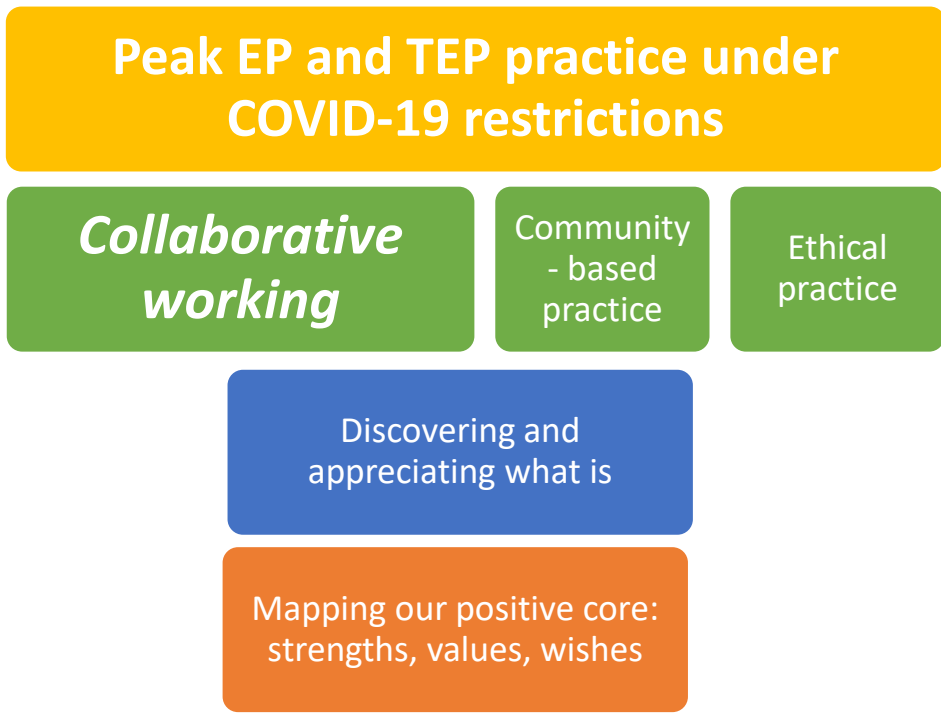 Peak EP and TEP practice under
COVID-19 restrictions
Collaborative
working
Community
- based
practice
Ethical
practice
Discovering and
appreciating what is
Mapping our positive core:
strengths, values, wishes